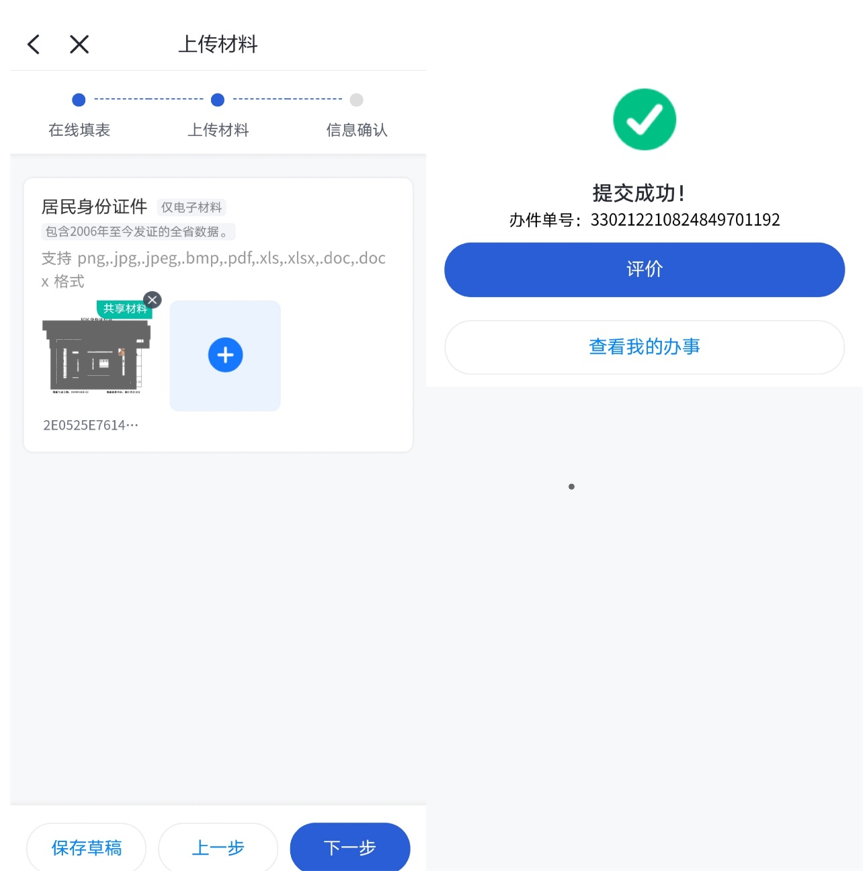 上传材料
在线填表
上传材料
信息确认
居民身份证件 仅电子材料
包含2006年至今发证的全省数据。
支持 png,.jpg,.jpeg,.bmp,.pdf,.xls,.xlsx,.doc,.doc
x 格式
共享材料
2E0525E7614···
保存草稿
上一步
下一步
提交成功！
办件单号：330212210824849701192
评价
查看我的办事